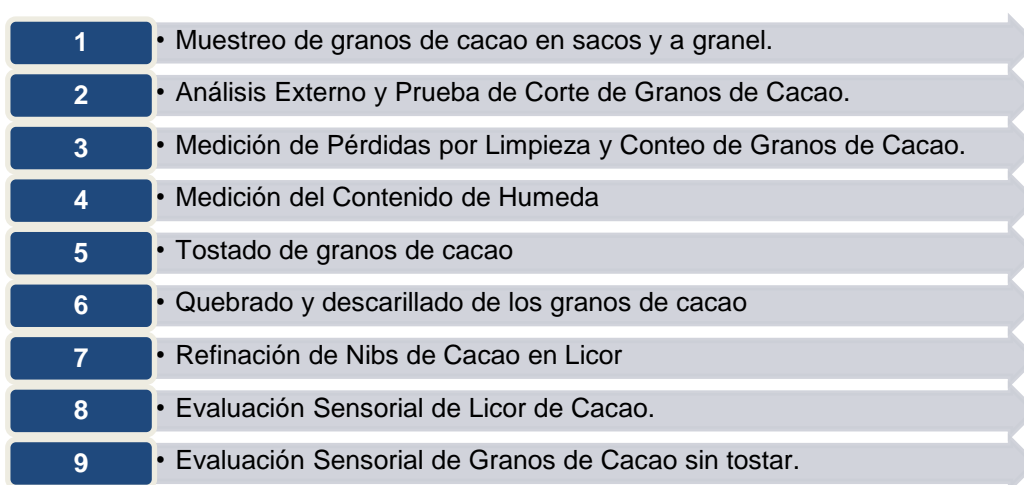 1 • Muestreo de granos de cacao en sacos y a granel.
2 • Análisis Externo y Prueba de Corte de Granos de Cacao.
3 • Medición de Pérdidas por Limpieza y Conteo de Granos de Cacao.
4 • Medición del Contenido de Humeda
5 • Tostado de granos de cacao
6 • Quebrado y descarillado de los granos de cacao
7 • Refinación de Nibs de Cacao en Licor
8 • Evaluación Sensorial de Licor de Cacao.
9 • Evaluación Sensorial de Granos de Cacao sin tostar.